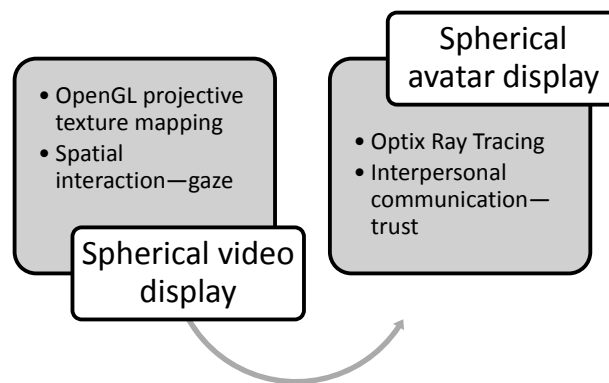 • OpenGL projective
texture mapping
• Spatial
interaction—gaze
Spherical video
display
Spherical
avatar display
• Optix Ray Tracing
• Interpersonal
communication—
trust